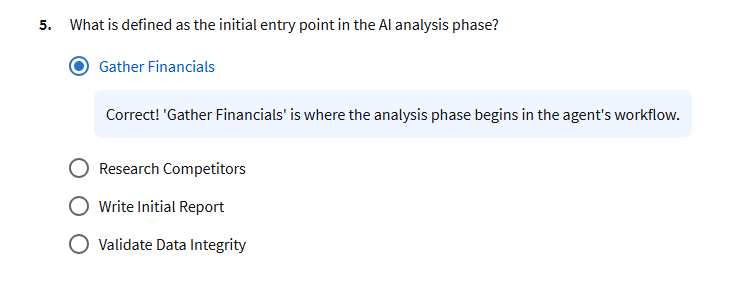 5. What is defined as the initial entry point in the AI analysis phase?
Gather Financials
Correct! 'Gather Financials' is where the analysis phase begins in the agent's workflow.
Research Competitors
Write Initial Report
Validate Data Integrity